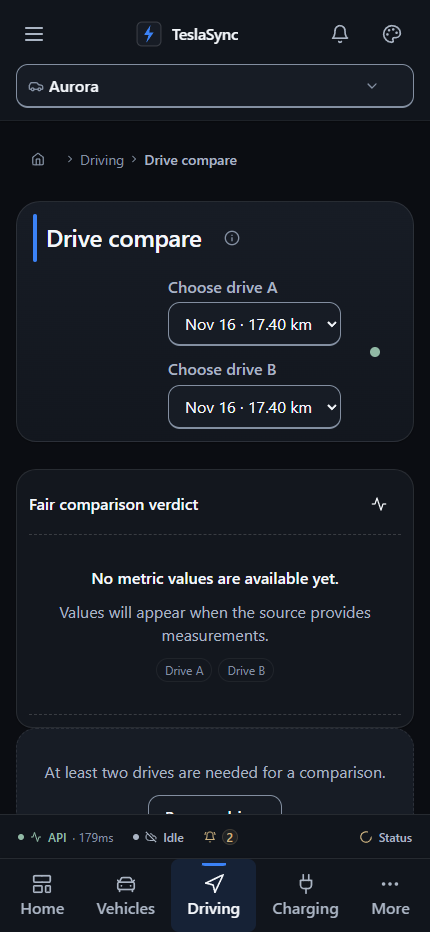 TeslaSync
Aurora
Driving
Drive compare
Drive compare
Choose drive A
Nov 16 · 17.40 km
Choose drive B
Nov 16 · 17.40 km
Fair comparison verdict
No metric values are available yet.
Values will appear when the source provides
measurements.
Drive A
Drive B
At least two drives are needed for a comparison.
API · 179ms
Idle
2
Status
Home
Vehicles
Driving
Charging
More